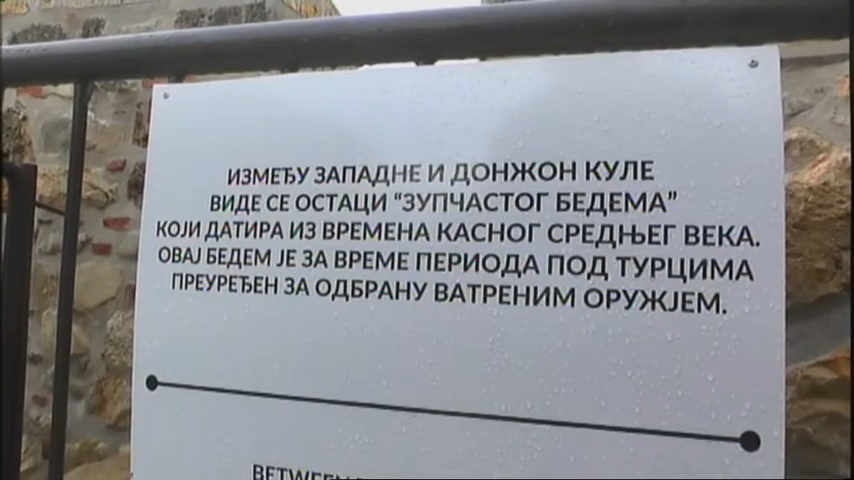 ИЗМЕЂУ ЗАПАДНЕ И ДОНЖОН КУЛЕ
ВИДЕ СЕ ОСТАЦИ “ЗУПЧАСТОГ БЕДЕМА”
КОЈИ ДАТИРА ИЗ ВРЕМЕНА КАСНОГ СРЕДЊЕГ ВЕКА.
ОВАЈ БЕДЕМ ЈЕ ЗА ВРЕМЕ ПЕРИОДА ПОД ТУРЦИМА
ПРЕУРЕЂЕН ЗА ОДБРАНУ ВАТРЕНИМ ОРУЖЈЕМ.
BETWEEN